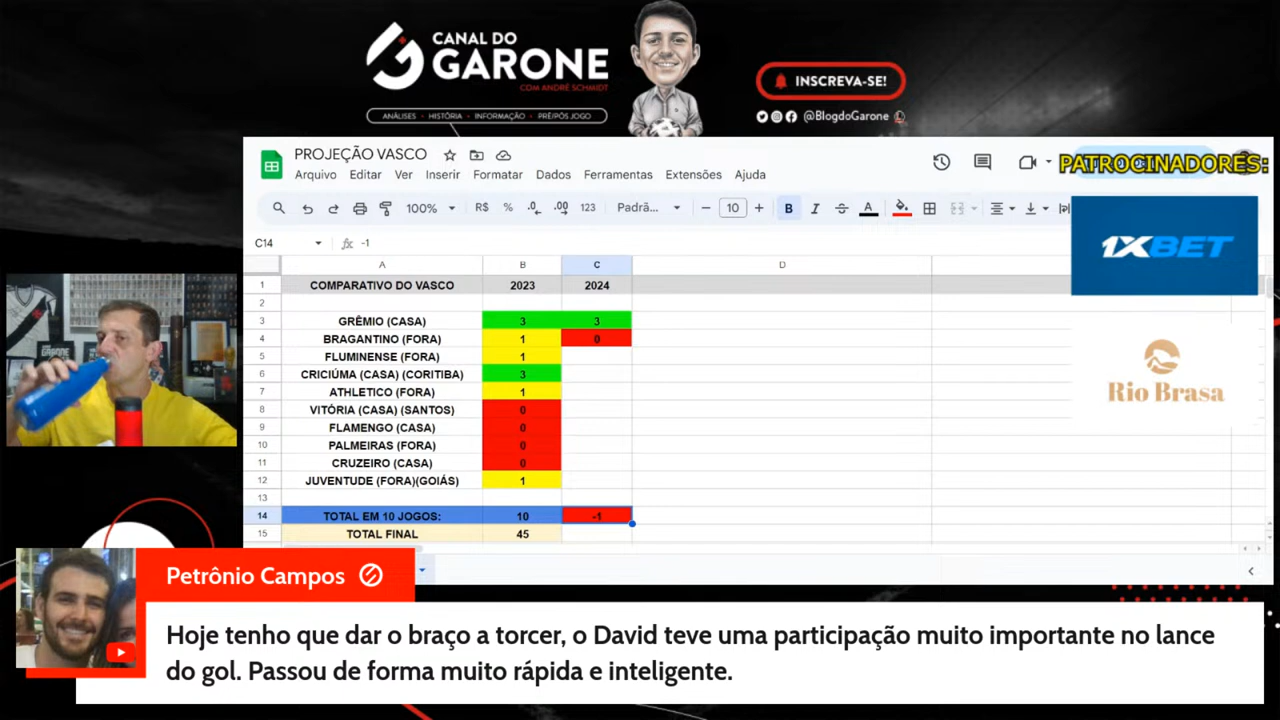 CANAL DO
GARONE
COM ANDRÉ SCHMIDT
ANÁLISES • HISTÓRIA • INFORMAÇÃO • PRÉ/PÓS JOGO
INSCREVA-SE!
@BlogdoGarone
PROJEÇÃO VASCO
PATROCINADORES:
Arquivo Editar Ver Inserir Formatar Dados Ferramentas Extensões Ajuda
100% R$ % .0 .00 123 Padrã... − 10 + B I A
C14 fx -1
1XBET
A B C D
1 COMPARATIVO DO VASCO 2023 2024
2
3 GRÊMIO (CASA) 3 3
4 BRAGANTINO (FORA) 1 0
5 FLUMINENSE (FORA) 1
6 CRICIÚMA (CASA) (CORITIBA) 3
7 ATHLETICO (FORA) 1
8 VITÓRIA (CASA) (SANTOS) 0
9 FLAMENGO (CASA) 0
10 PALMEIRAS (FORA) 0
11 CRUZEIRO (CASA) 0
12 JUVENTUDE (FORA)(GOIÁS) 1
13
14 TOTAL EM 10 JOGOS: 10 -1
15 TOTAL FINAL 45
Rio Brasa
Petrônio Campos
Hoje tenho que dar o braço a torcer, o David teve uma participação muito importante no lance
do gol. Passou de forma muito rápida e inteligente.